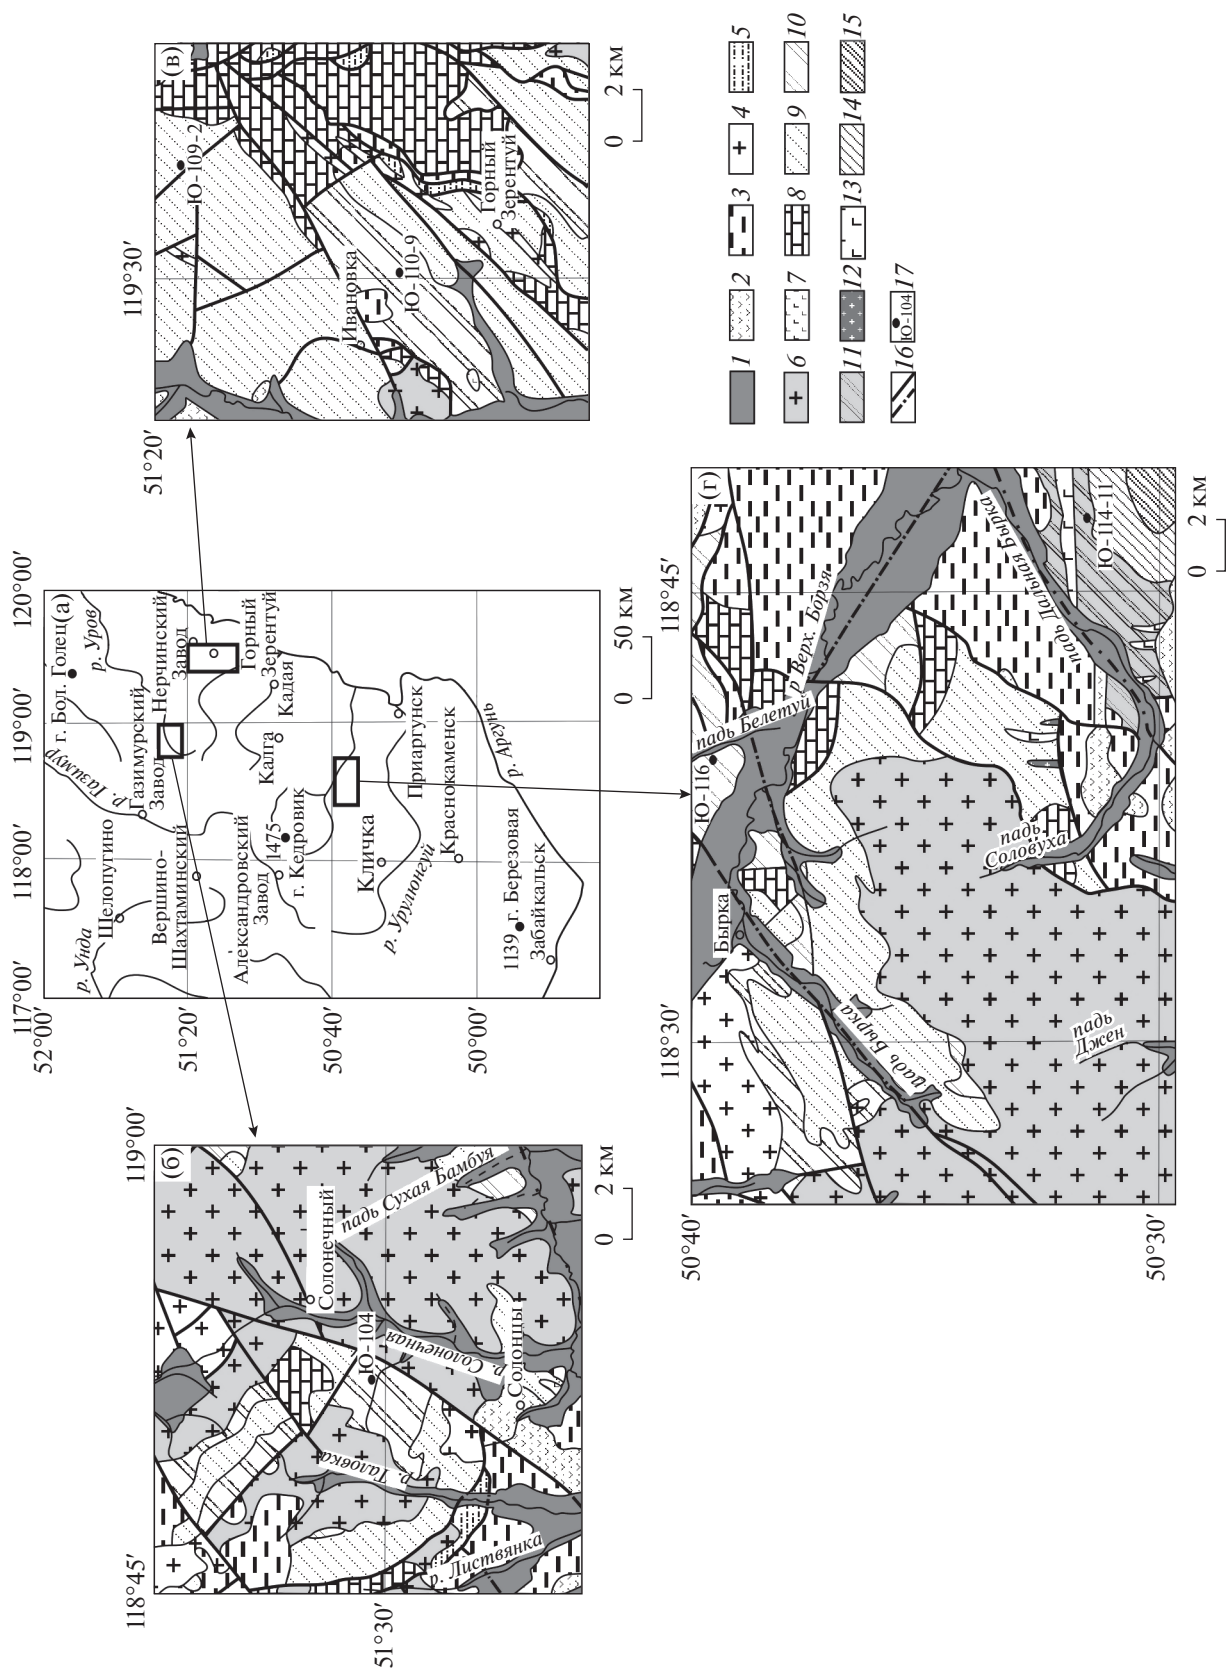 (а)
117°00′
118°00′
119°00′
120°00′
52°00′
51°20′
50°40′
50°00′
р. Унда
Шелопугино
р. Газимур
г. Бол. Голец
р. Уров
Газимурский
Завод
Нерчинский
Завод
Вершино-
Шахтаминский
Горный
Зерентуй
Александровский
Завод
1475
г. Кедровик
Калга
Кадая
Кличка
р. Урулюнгуй
Приаргунск
Краснокаменск
р. Аргунь
1139
г. Березовая
Забайкальск
0
50 км
(б)
118°45′
119°00′
51°30′
Солонечный
падь Сухая Бамбуя
Ю-104
р. Солонечная
р. Таловка
Солонцы
р. Листвянка
0
2 км
(в)
119°30′
51°20′
Ю-109-2
Ивановка
Ю-110-9
Горный
Зерентуй
0
2 км
(г)
118°30′
118°45′
50°40′
50°30′
Ю-116
падь Белетуй
Бырка
р Верх. Борзя
падь Бырка
падь
Соловуха
падь Дальная Бырка
падь
Джен
Ю-114-11
0
2 км
1
2
3
4
5
6
7
8
9
10
11
12
13
14
15
16
Ю-104
17